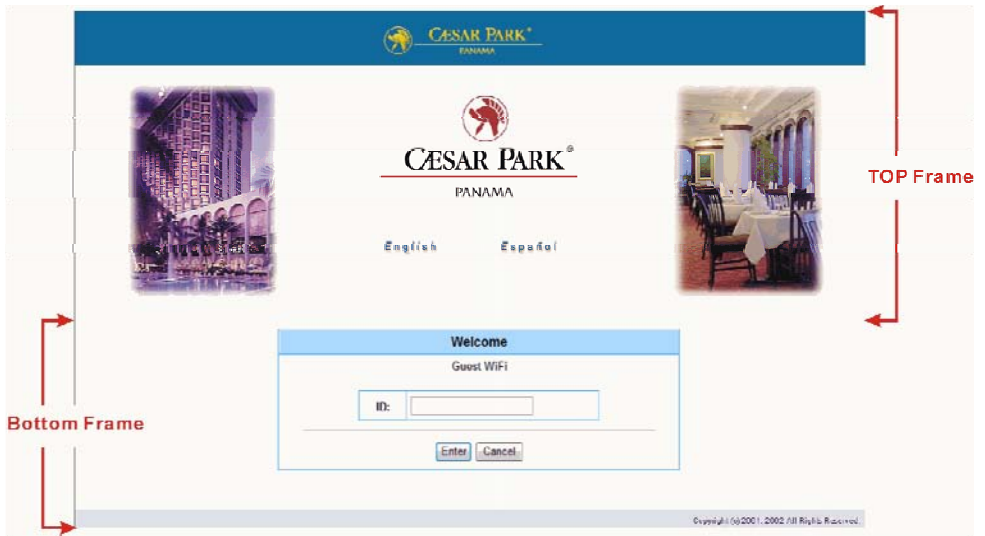 CÆSAR PARK®
PANAMA
CÆSAR PARK®
PANAMA
TOP Frame
English Español
Welcome
Guest WiFi
ID:
Bottom Frame
Enter Cancel
Copyright (c)2001, 2002 All Rights Reserved.